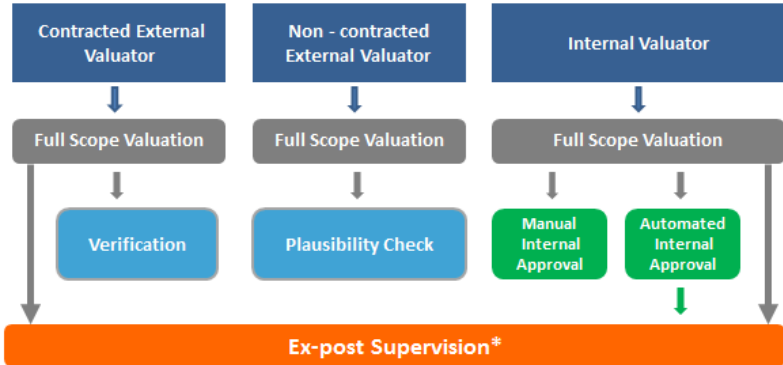 Contracted External
Valuator
Non - contracted
External Valuator
Internal Valuator
Full Scope Valuation
Full Scope Valuation
Full Scope Valuation
Verification
Plausibility Check
Manual
Internal
Approval
Automated
Internal
Approval
Ex-post Supervision*